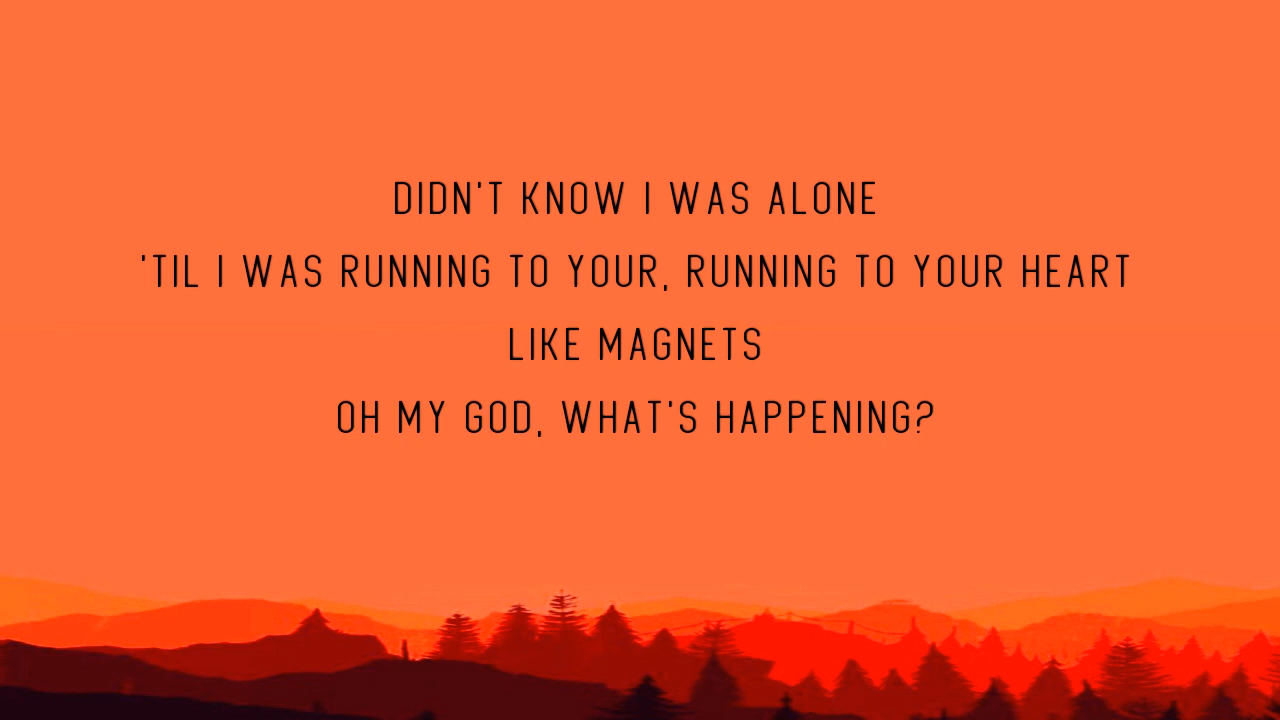 DIDN'T KNOW I WAS ALONE
'TIL I WAS RUNNING TO YOUR, RUNNING TO YOUR HEART
LIKE MAGNETS
OH MY GOD, WHAT'S HAPPENING?